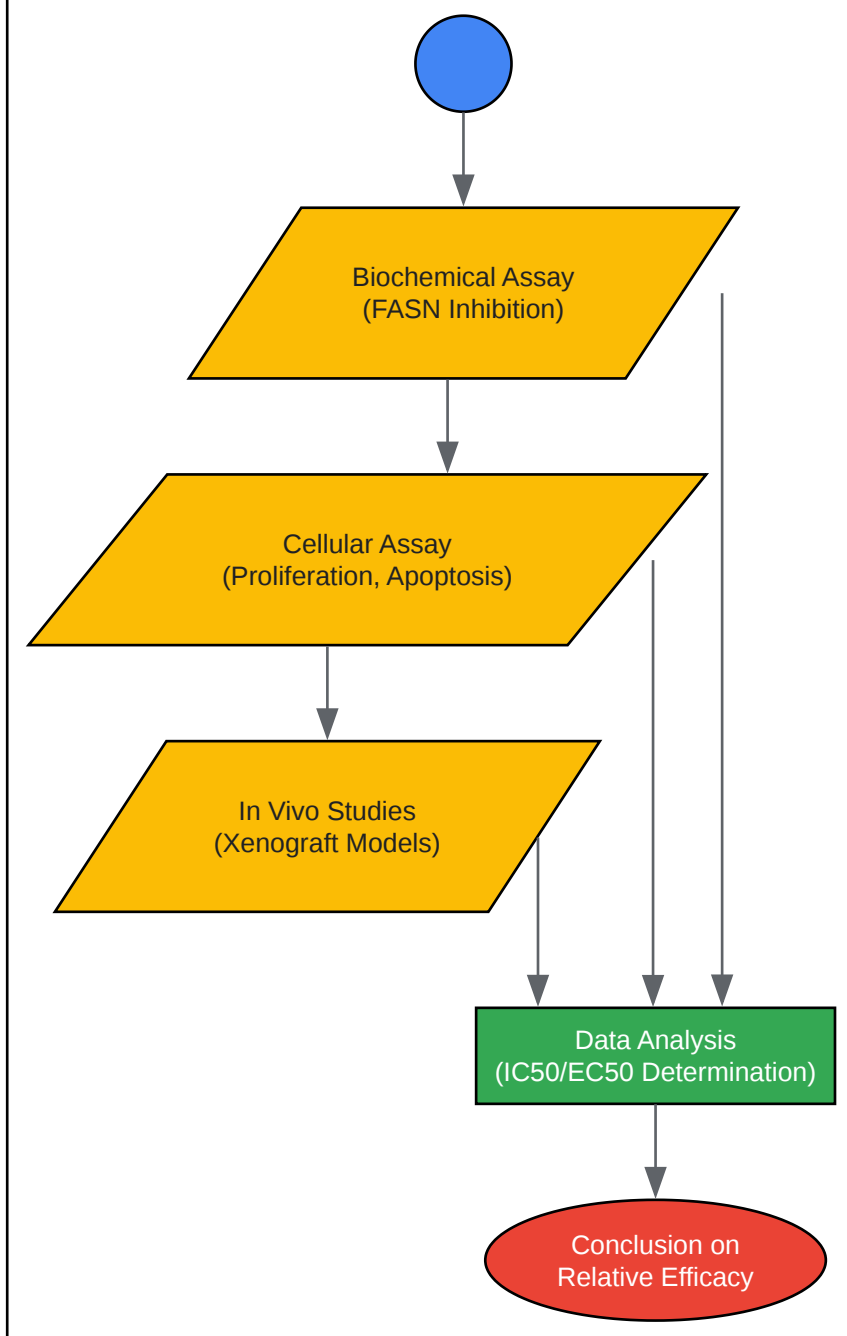 Biochemical Assay
(FASN Inhibition)
Cellular Assay
(Proliferation, Apoptosis)
In Vivo Studies
(Xenograft Models)
Data Analysis
(IC50/EC50 Determination)
Conclusion on
Relative Efficacy